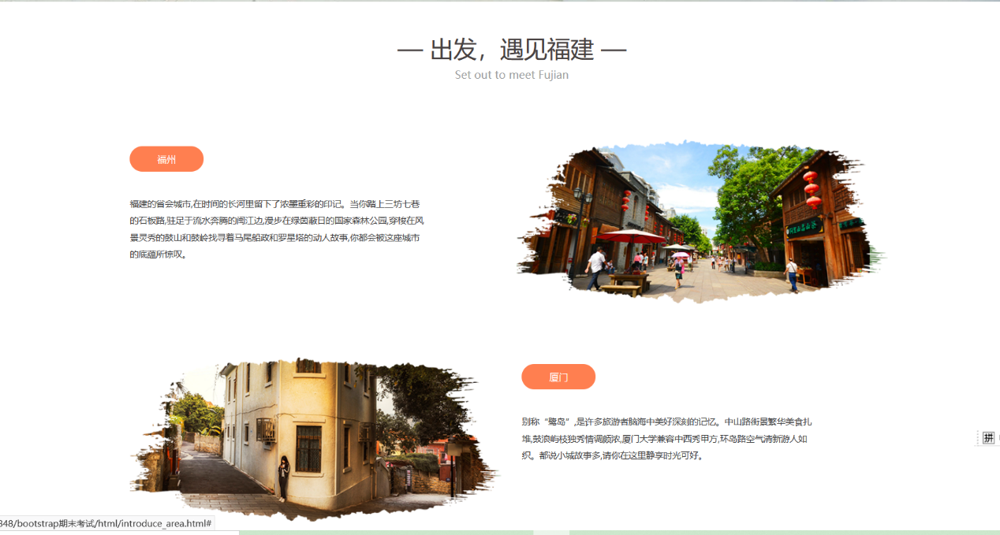 — 出发，遇见福建 —
Set out to meet Fujian
福州
福建的省会城市,在时间的长河里留下了浓墨重彩的印记。当你踏上三坊七巷
的石板路,驻足于流水奔腾的闽江边,漫步在绿茵蔽日的国家森林公园,穿梭在风
景灵秀的鼓山和鼓岭找寻着马尾船政和罗星塔的动人故事,你都会被这座城市
的底蕴所惊叹。
厦门
别称“鹭岛”,是许多旅游者脑海中美好深刻的记忆。中山路街景繁华美食扎
堆,鼓浪屿枝独秀情调颇浓,厦门大学兼容中西秀甲方,环岛路空气清新游人如
织。都说小城故事多,请你在这里静享时光可好。
拼
348/bootstrap期末考试/html/introduce_area.html#